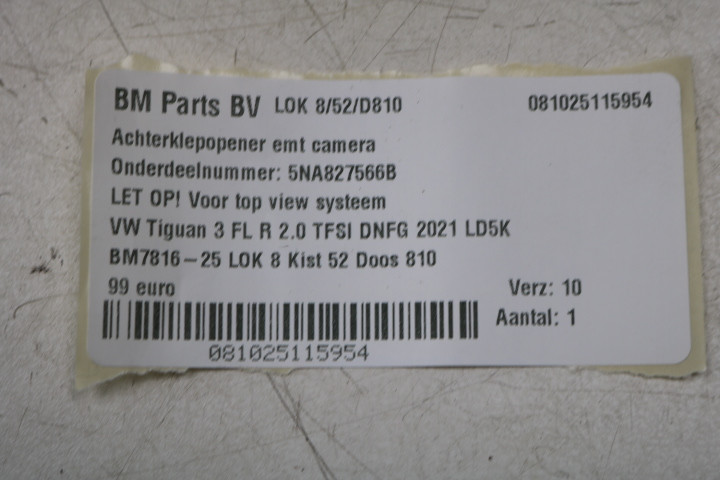 BM Parts BV LOK 8/52/D810 081025115954
Achterklepopener emt camera
Onderdeelnummer: 5NA827566B
LET OP! Voor top view systeem
VW Tiguan 3 FL R 2.0 TFSI DNFG 2021 LD5K
BM7816-25 LOK 8 Kist 52 Doos 810
99 euro Verz: 10
Aantal: 1
081025115954